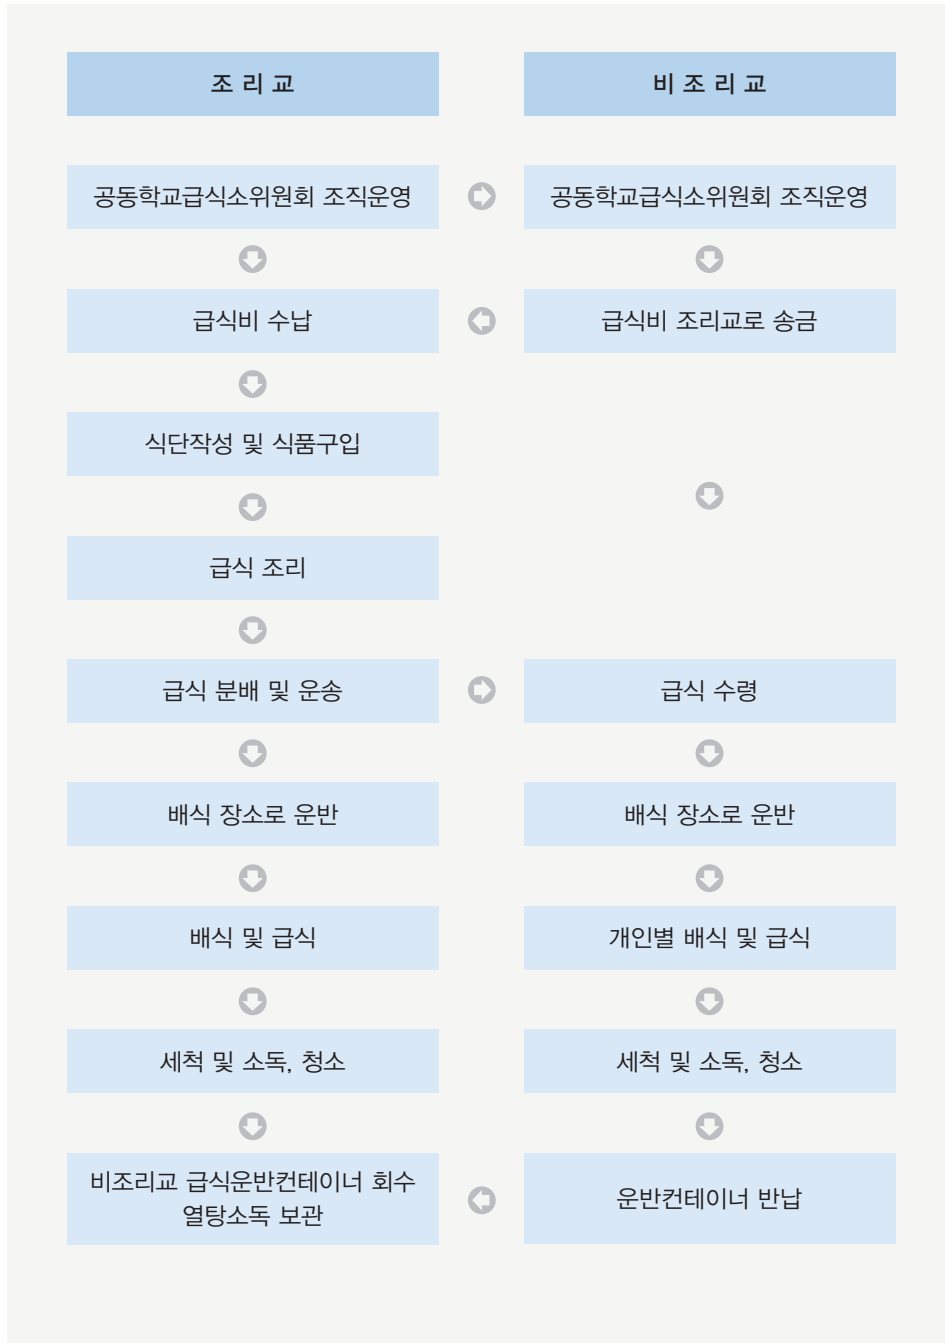 조 리 교
비 조 리 교
공동학교급식소위원회 조직운영
공동학교급식소위원회 조직운영
급식비 수납
급식비 조리교로 송금
식단작성 및 식품구입
급식 조리
급식 분배 및 운송
급식 수령
배식 장소로 운반
배식 장소로 운반
배식 및 급식
개인별 배식 및 급식
세척 및 소독, 청소
세척 및 소독, 청소
비조리교 급식운반컨테이너 회수
열탕소독 보관
운반컨테이너 반납